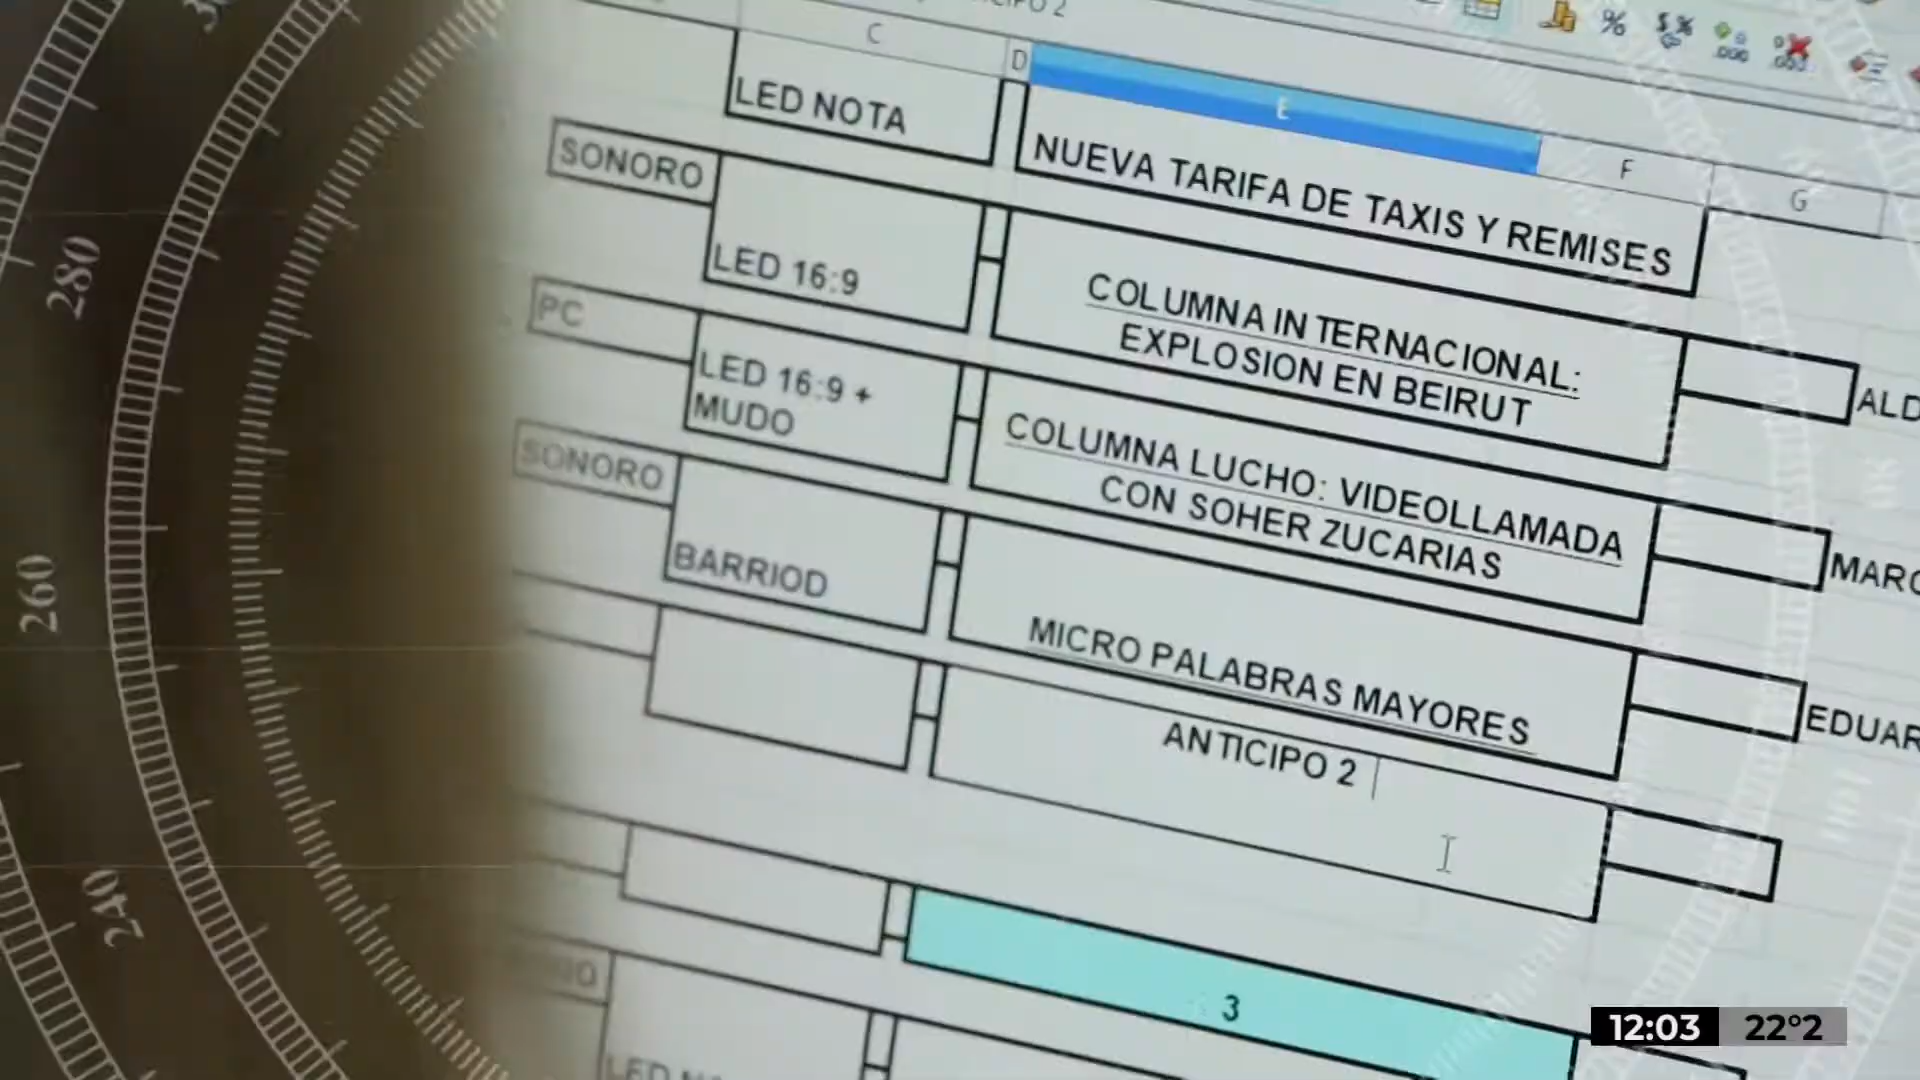 ANTICIPO 2
C
D
E
F
G
LED NOTA
NUEVA TARIFA DE TAXIS Y REMISES
SONORO
LED 16:9
COLUMNA INTERNACIONAL:
EXPLOSION EN BEIRUT
ALD
PC
LED 16:9 +
MUDO
COLUMNA LUCHO: VIDEOLLAMADA
CON SOHER ZUCARIAS
MARC
SONORO
BARRIOD
MICRO PALABRAS MAYORES
EDUAR
ANTICIPO 2
3
280
260
240
12:03 22°2